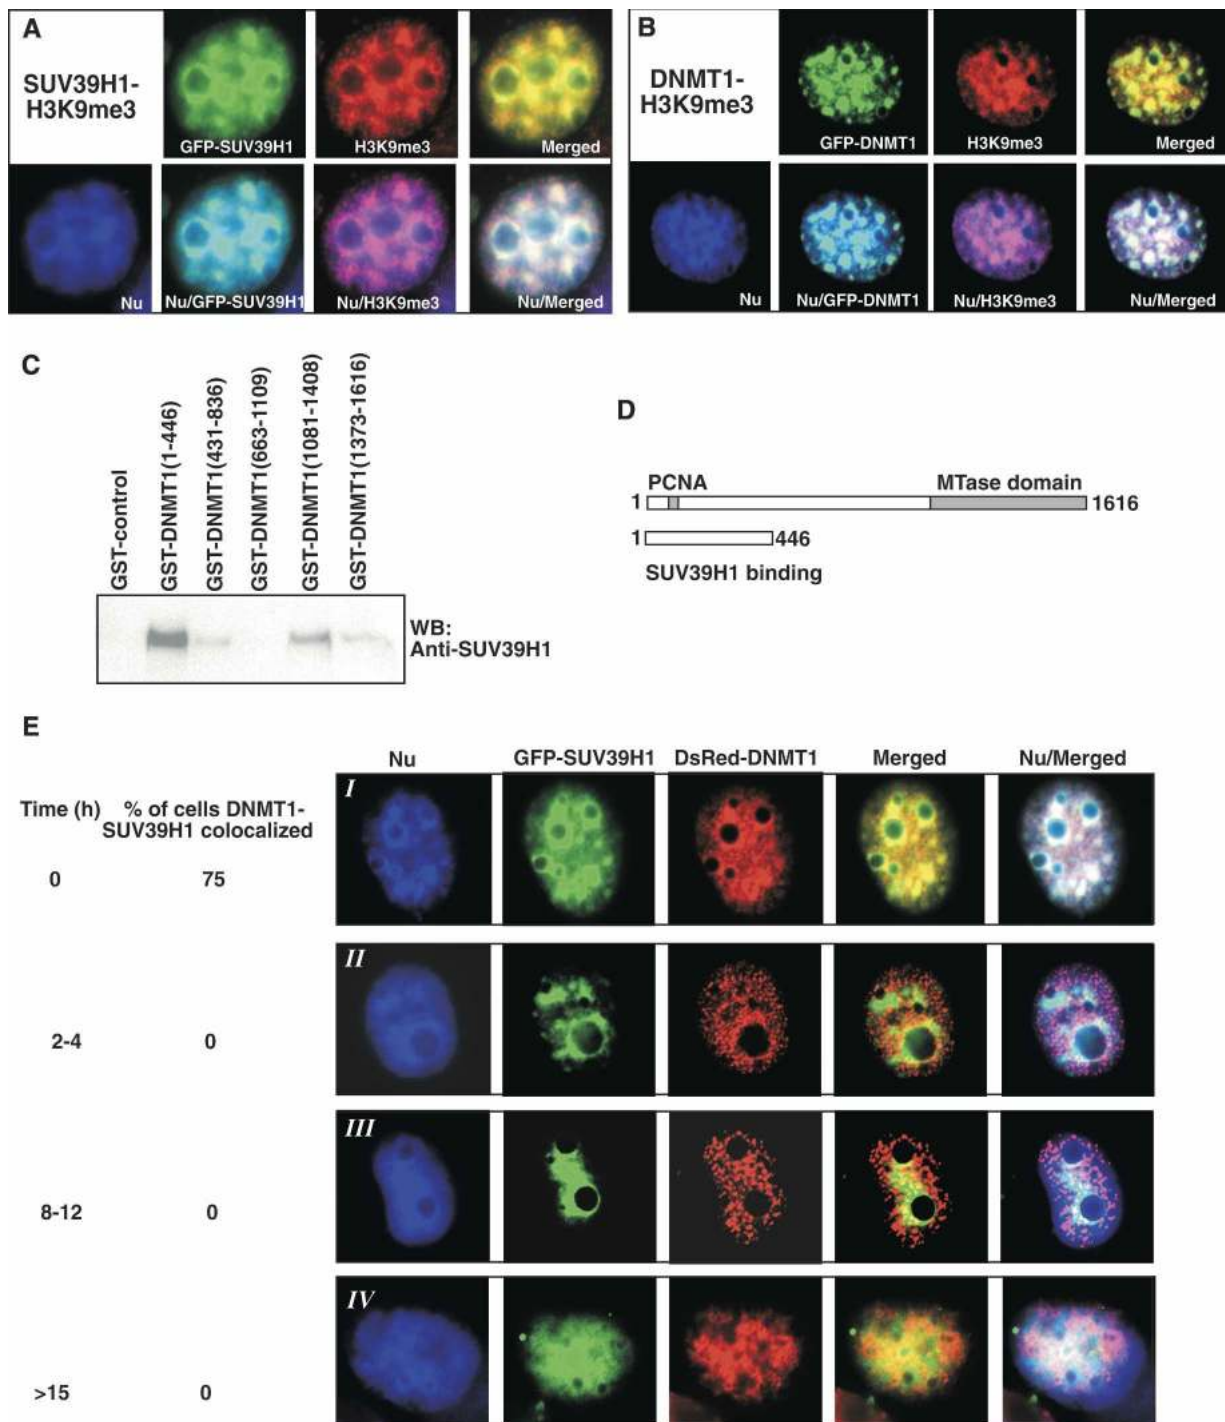 A
SUV39H1-
H3K9me3
GFP-SUV39H1
H3K9me3
Merged
Nu
Nu/GFP-SUV39H1
Nu/H3K9me3
Nu/Merged
B
DNMT1-
H3K9me3
GFP-DNMT1
H3K9me3
Merged
Nu
Nu/GFP-DNMT1
Nu/H3K9me3
Nu/Merged
C
GST-control
GST-DNMT1(1-446)
GST-DNMT1(431-836)
GST-DNMT1(663-1109)
GST-DNMT1(1081-1408)
GST-DNMT1(1373-1616)
WB:
Anti-SUV39H1
D
PCNA
MTase domain
1
1616
1
446
SUV39H1 binding
E
Nu
GFP-SUV39H1
DsRed-DNMT1
Merged
Nu/Merged
Time (h)
% of cells DNMT1-
SUV39H1 colocalized
I
0
75
II
2-4
0
III
8-12
0
IV
>15
0